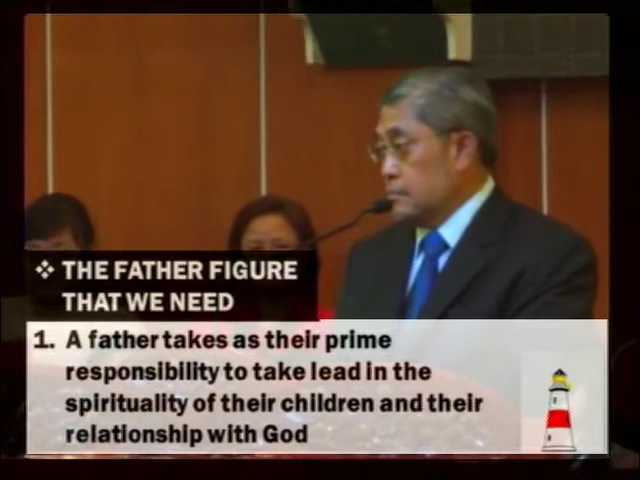 ❖ THE FATHER FIGURE
THAT WE NEED
1. A father takes as their prime
responsibility to take lead in the
spirituality of their children and their
relationship with God